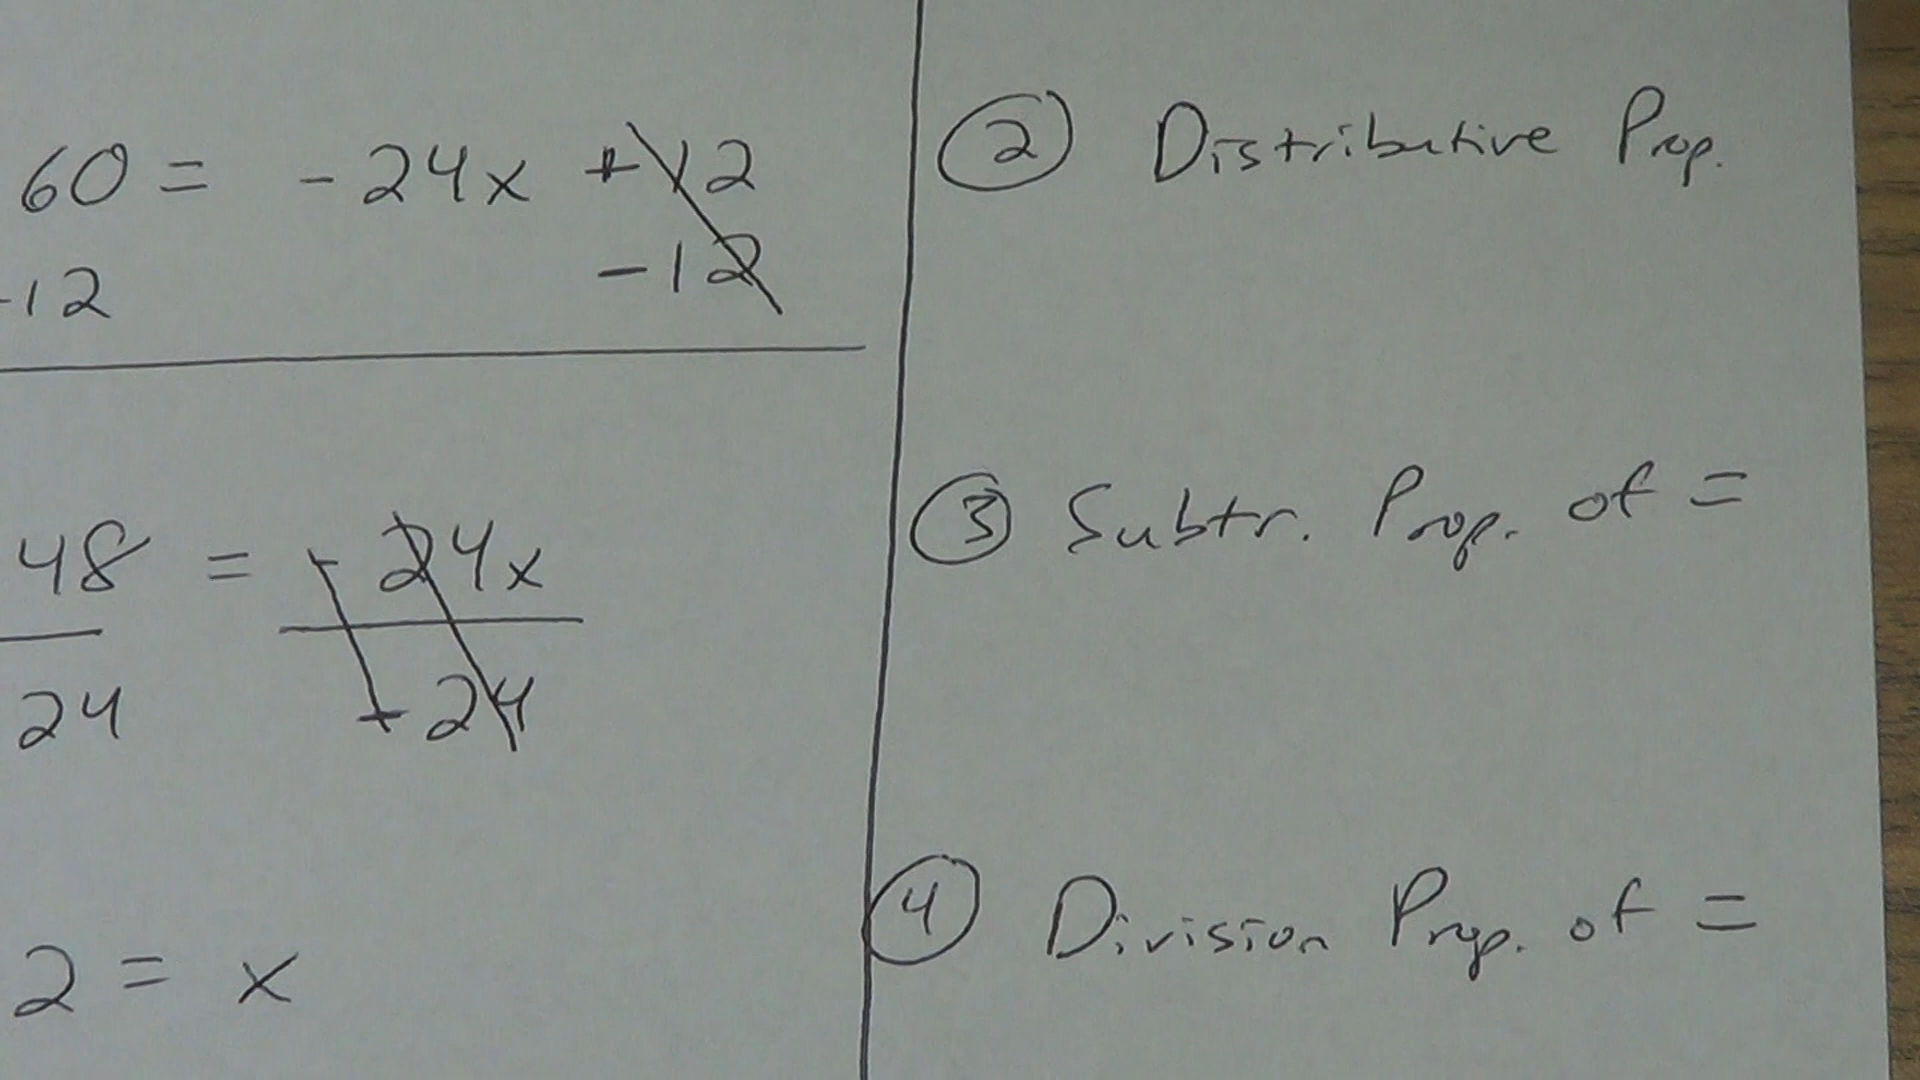 60 = -24x + 12
② Distributive Prop.
-12 -12
③ Subtr. Prop. of =
48 = -24x
24 -24
④ Division Prop. of =
2 = x